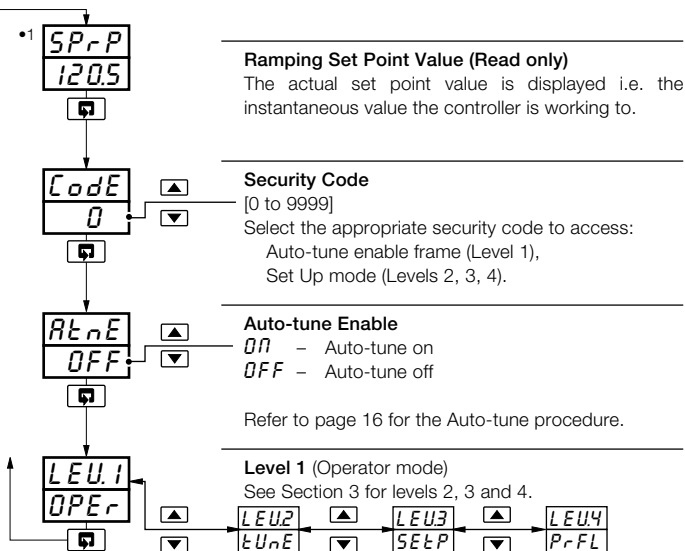 •1
SPrP
120.5
Ramping Set Point Value (Read only)
The actual set point value is displayed i.e. the
instantaneous value the controller is working to.
CodE
0
Security Code
[0 to 9999]
Select the appropriate security code to access:
Auto-tune enable frame (Level 1),
Set Up mode (Levels 2, 3, 4).
AtnE
OFF
Auto-tune Enable
On – Auto-tune on
OFF – Auto-tune off
Refer to page 16 for the Auto-tune procedure.
LEV.1
OPEr
Level 1 (Operator mode)
See Section 3 for levels 2, 3 and 4.
LEV.2 LEV.3 LEV.4
tUnE SEtP PrFL